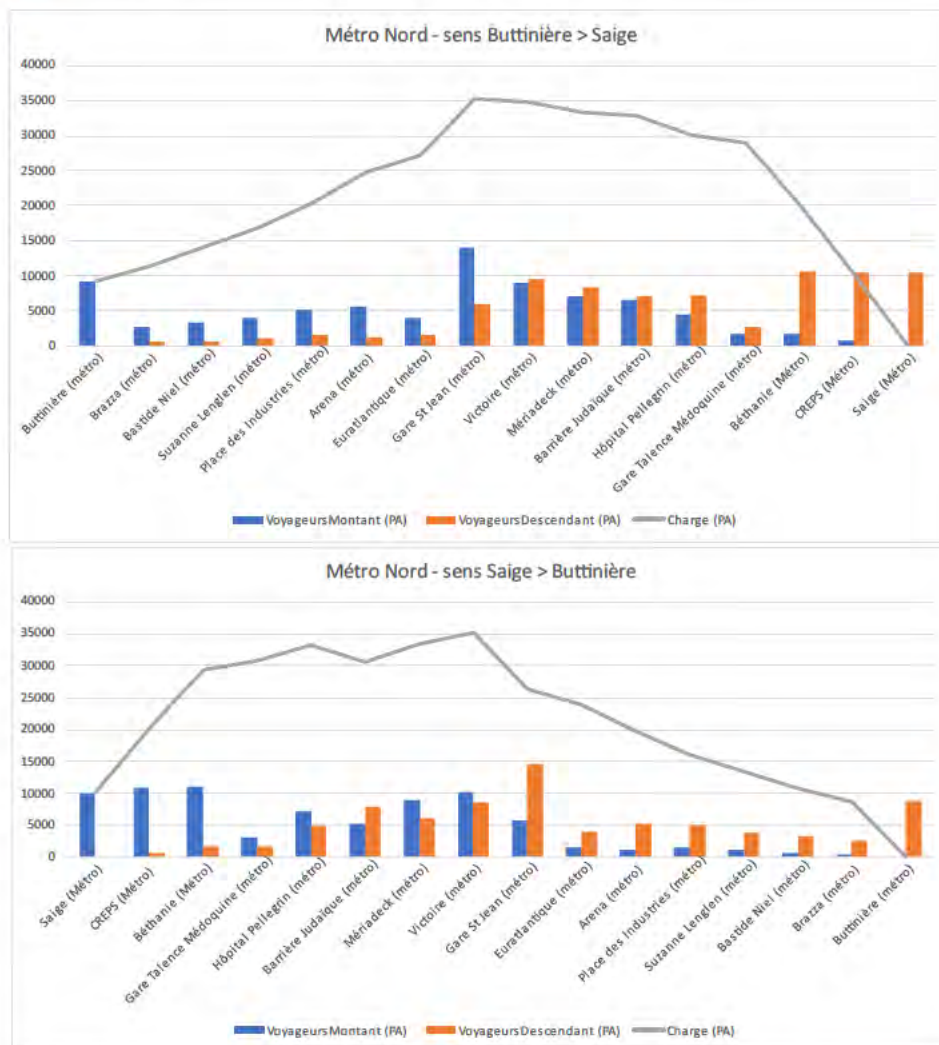 Métro Nord - sens Buttinière > Saige
40000
35000
30000
25000
20000
15000
10000
5000
0
Buttinière (métro)
Brazza (métro)
Bastide Niel (métro)
Suzanne Lenglen (métro)
Place des Industries (métro)
Arena (métro)
Euratlantique (métro)
Gare St Jean (métro)
Victoire (métro)
Mériadeck (métro)
Barrière Judaïque (métro)
Hôpital Pellegrin (métro)
Gare Talence Médoquine (métro)
Béthanie (Métro)
CREPS (Métro)
Saige (Métro)
VoyageursMontant (PA) VoyageursDescendant (PA) Charge (PA)
Métro Nord - sens Saige > Buttinière
40000
35000
30000
25000
20000
15000
10000
5000
0
Saige (Métro)
CREPS (Métro)
Béthanie (Métro)
Gare Talence Médoquine (métro)
Hôpital Pellegrin (métro)
Barrière Judaïque (métro)
Mériadeck (métro)
Victoire (métro)
Gare St Jean (métro)
Euratlantique (métro)
Arena (métro)
Place des Industries (métro)
Suzanne Lenglen (métro)
Bastide Niel (métro)
Brazza (métro)
Buttinière (métro)
VoyageursMontant (PA) VoyageursDescendant (PA) Charge (PA)